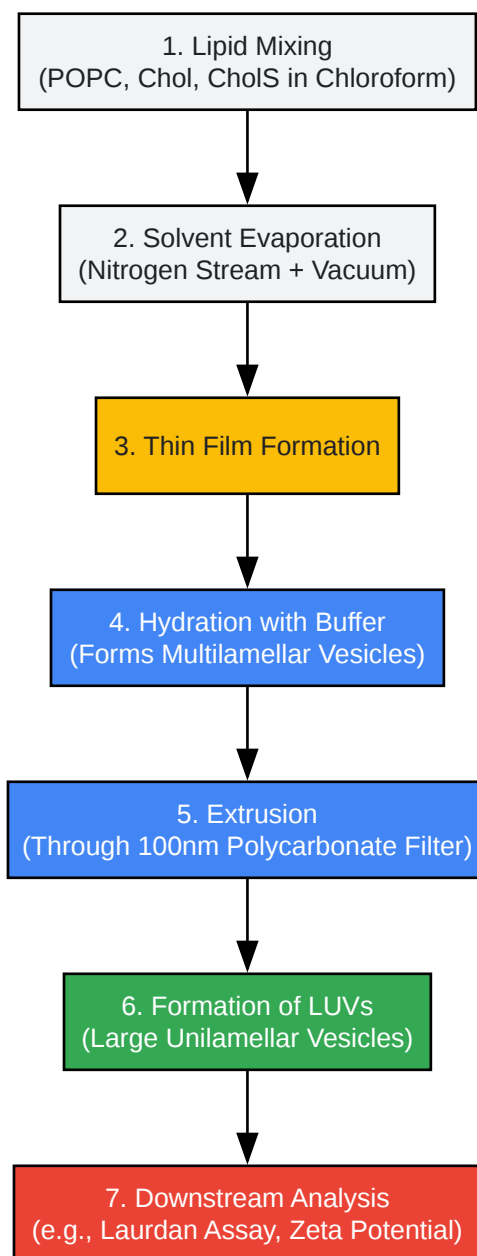 1. Lipid Mixing
(POPC, Chol, CholS in Chloroform)
2. Solvent Evaporation
(Nitrogen Stream + Vacuum)
3. Thin Film Formation
4. Hydration with Buffer
(Forms Multilamellar Vesicles)
5. Extrusion
(Through 100nm Polycarbonate Filter)
6. Formation of LUVs
(Large Unilamellar Vesicles)
7. Downstream Analysis
(e.g., Laurdan Assay, Zeta Potential)